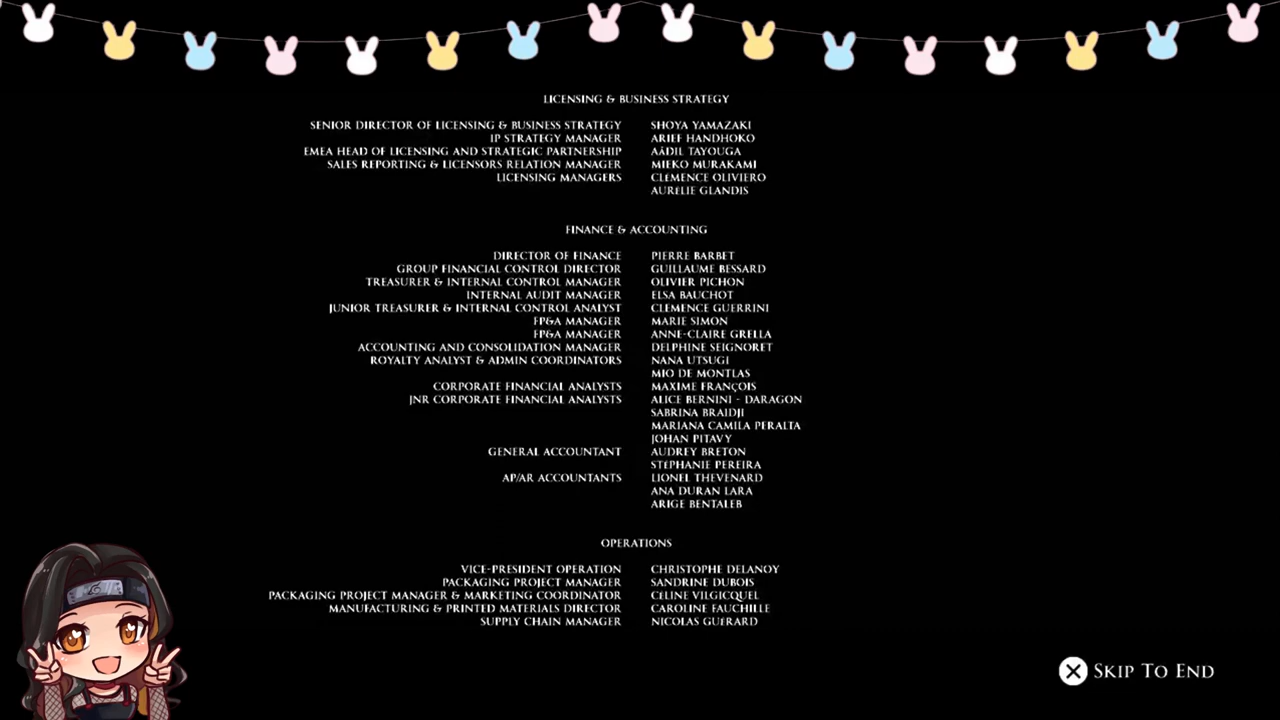 LICENSING & BUSINESS STRATEGY
SENIOR DIRECTOR OF LICENSING & BUSINESS STRATEGY SHOYA YAMAZAKI
IP STRATEGY MANAGER ARIEF HANDHOKO
EMEA HEAD OF LICENSING AND STRATEGIC PARTNERSHIP AÂDIL TAYOUGA
SALES REPORTING & LICENSORS RELATION MANAGER MIEKO MURAKAMI
LICENSING MANAGERS CLÉMENCE OLIVIERO
AURÉLIE GLANDIS
FINANCE & ACCOUNTING
DIRECTOR OF FINANCE PIERRE BARBET
GROUP FINANCIAL CONTROL DIRECTOR GUILLAUME BESSARD
TREASURER & INTERNAL CONTROL MANAGER OLIVIER PICHON
INTERNAL AUDIT MANAGER ELSA BAUCHOT
JUNIOR TREASURER & INTERNAL CONTROL ANALYST CLEMENCE GUERRINI
FP&A MANAGER MARIE SIMON
FP&A MANAGER ANNE-CLAIRE GRELLA
ACCOUNTING AND CONSOLIDATION MANAGER DELPHINE SEIGNORET
ROYALTY ANALYST & ADMIN COORDINATORS NANA UTSUGI
MIO DE MONTLAS
CORPORATE FINANCIAL ANALYSTS MAXIME FRANÇOIS
JNR CORPORATE FINANCIAL ANALYSTS ALICE BERNINI - DARAGON
SABRINA BRAIDJI
MARIANA CAMILA PERALTA
JOHAN PITAVY
GENERAL ACCOUNTANT AUDREY BRETON
STÉPHANIE PEREIRA
AP/AR ACCOUNTANTS LIONEL THEVENARD
ANA DURAN LARA
ARIGE BENTALEB
OPERATIONS
VICE-PRESIDENT OPERATION CHRISTOPHE DELANOY
PACKAGING PROJECT MANAGER SANDRINE DUBOIS
PACKAGING PROJECT MANAGER & MARKETING COORDINATOR CÉLINE VILGICQUEL
MANUFACTURING & PRINTED MATERIALS DIRECTOR CAROLINE FAUCHILLE
SUPPLY CHAIN MANAGER NICOLAS GUÉRARD
SKIP TO END